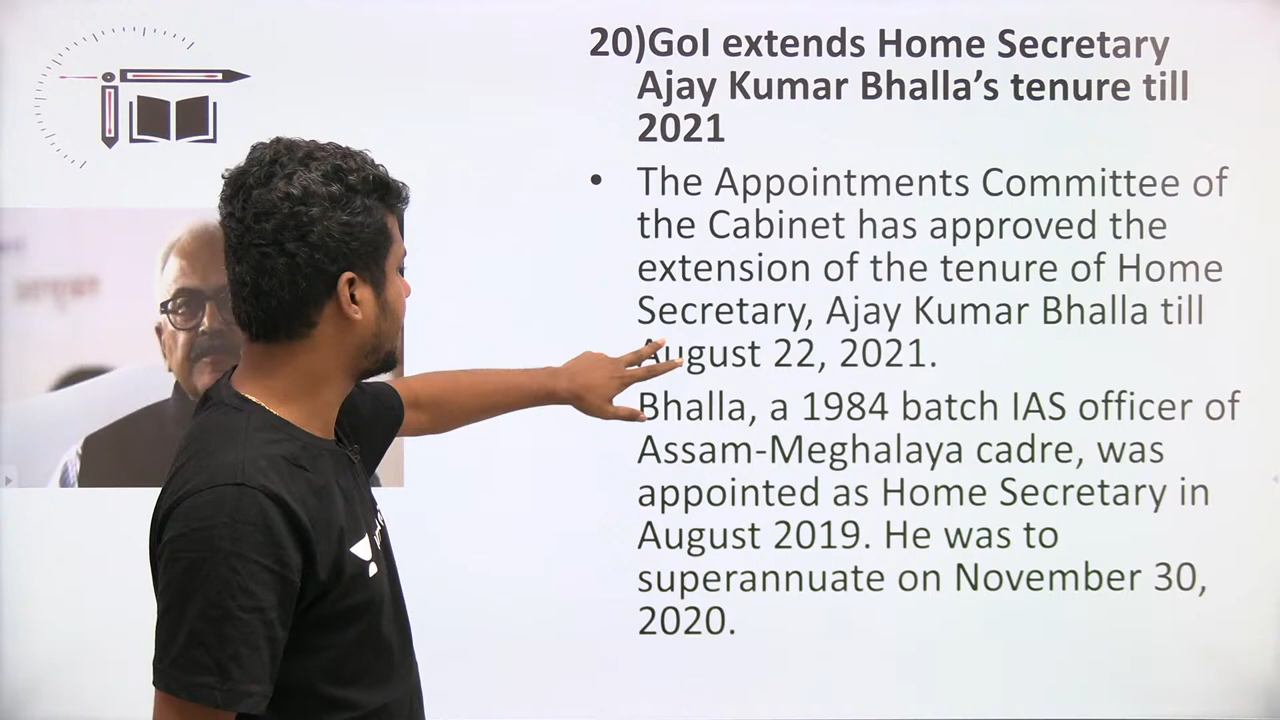 20)GoI extends Home Secretary
Ajay Kumar Bhalla’s tenure till
2021
• The Appointments Committee of
the Cabinet has approved the
extension of the tenure of Home
Secretary, Ajay Kumar Bhalla till
August 22, 2021.
Bhalla, a 1984 batch IAS officer of
Assam-Meghalaya cadre, was
appointed as Home Secretary in
August 2019. He was to
superannuate on November 30,
2020.